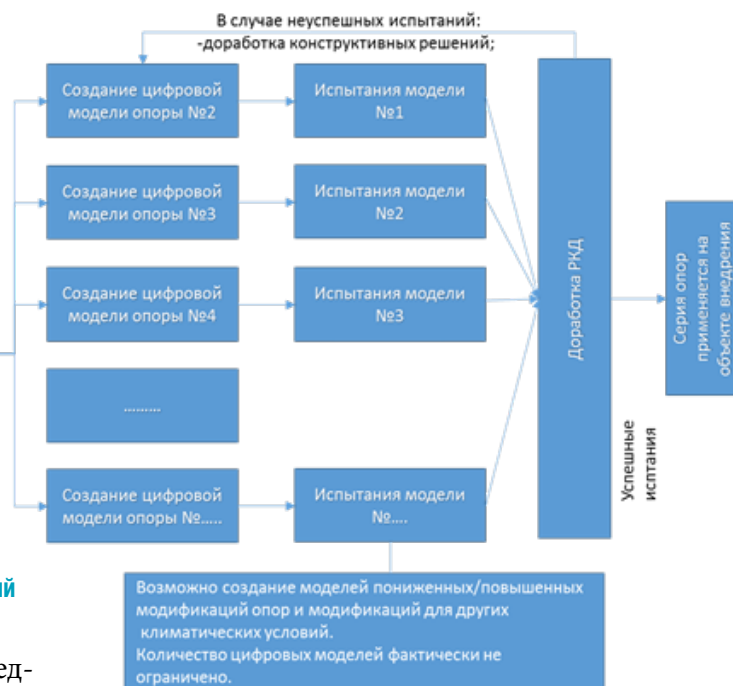 В случае неуспешных испытаний:
-доработка конструктивных решений;
Создание цифровой
модели опоры №2
Испытания модели
№1
Создание цифровой
модели опоры №3
Испытания модели
№2
Создание цифровой
модели опоры №4
Испытания модели
№3
.........
Создание цифровой
модели опоры №.....
Испытания модели
№....
Доработка РКД
Успешные
исптания
Серия опор
применяется на
объекте внедрения
Возможно создание моделей пониженных/повышенных
модификаций опор и модификаций для других
климатических условий.
Количество цифровых моделей фактически не
ограничено.
ий
ед-